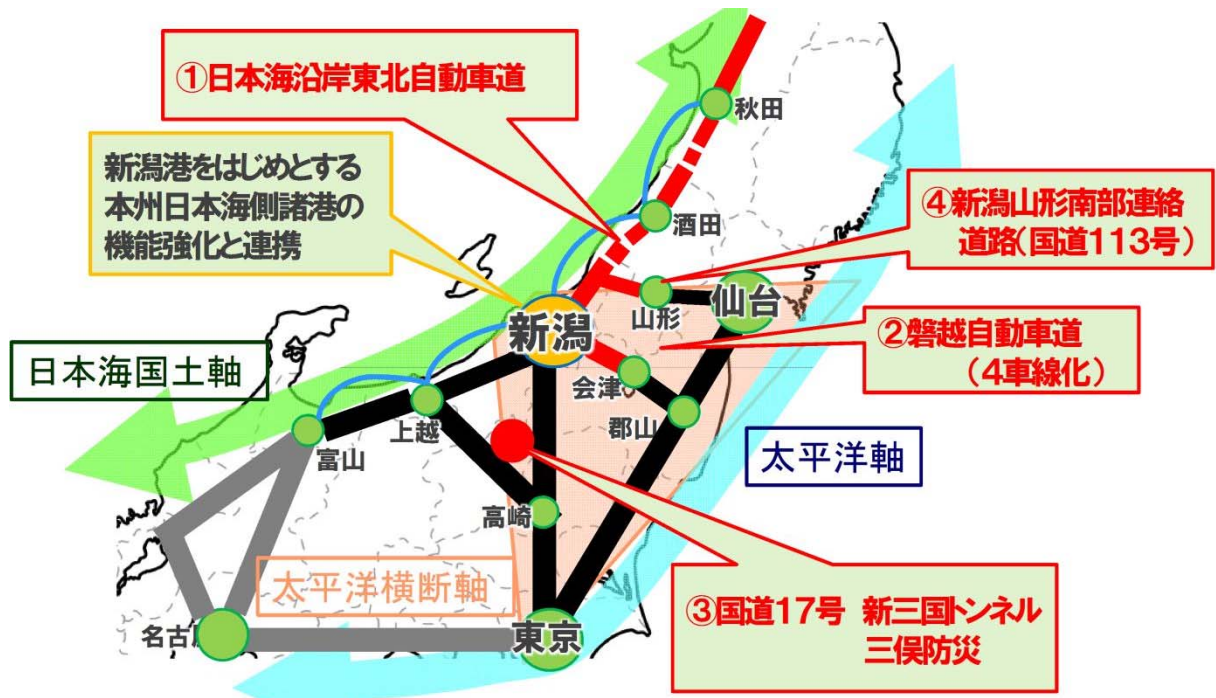 ①日本海沿岸東北自動車道
秋田
新潟港をはじめとする
本州日本海側諸港の
機能強化と連携
酒田
④新潟山形南部連絡
道路(国道113号)
仙台
山形
新潟
②磐越自動車道
(4車線化)
日本海国土軸
会津
郡山
上越
富山
太平洋軸
高崎
太平洋横断軸
③国道17号 新三国トンネル
三俣防災
名古屋
東京